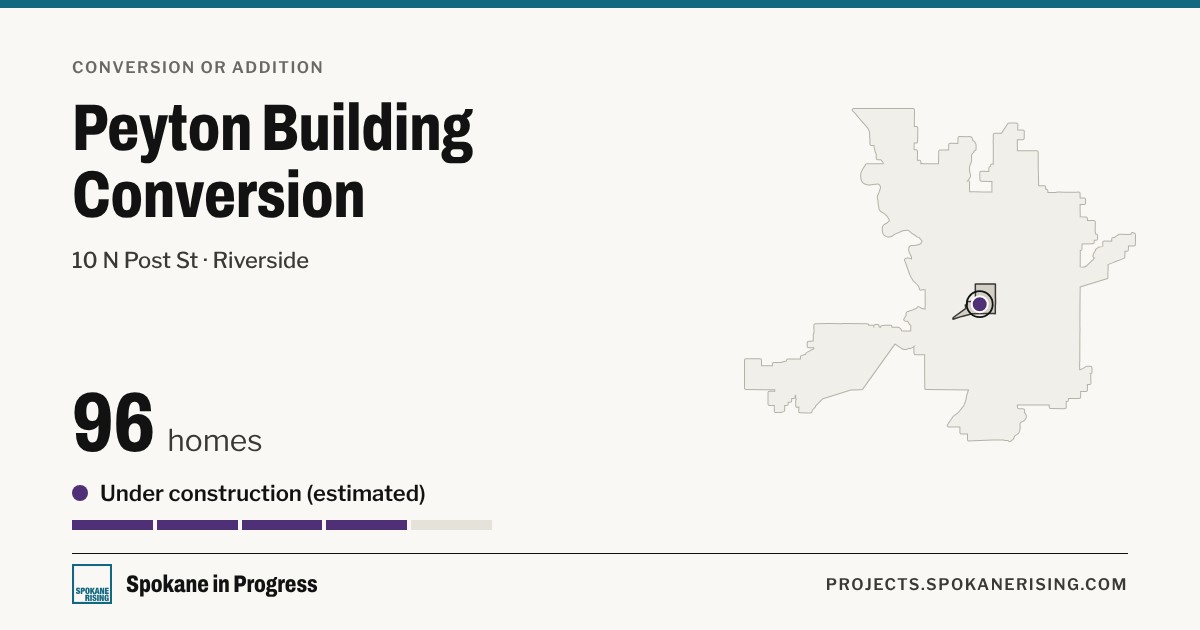 CONVERSION OR ADDITION
Peyton Building
Conversion
10 N Post St · Riverside
96 homes
Under construction (estimated)
SPOKANE
RISING
Spokane in Progress
PROJECTS.SPOKANERISING.COM